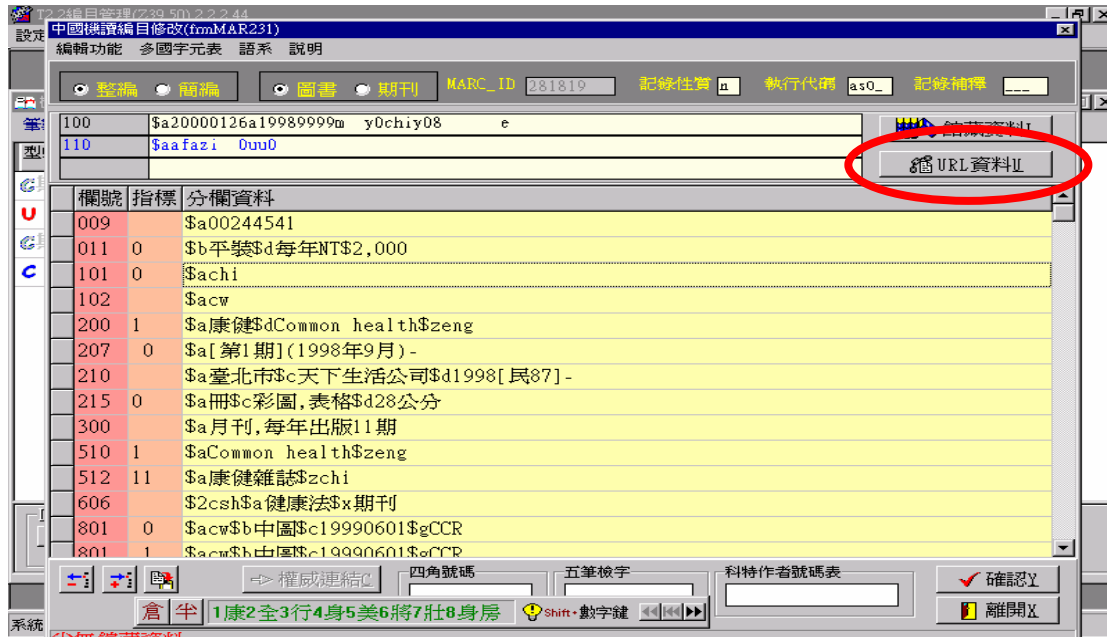 T2.2編目管理(Z39.50) 2.2.2.44
設定
中國機讀編目修改(frmMAR231)
編輯功能 多國字元表 語系 說明
整編 簡編 圖書 期刊 MARC_ID 281819 記錄性質 n 執行代碼 as0_ 記錄補釋 ___
100 $a20000126a19989999m y0chiy08 e
館藏資料
110 $aafazi 0uu0
URL資料U
欄號 指標 分欄資料
009 $a00244541
011 0 $b平裝$d每年NT$2,000
101 0 $achi
102 $acw
200 1 $a康健$dCommon health$zeng
207 0 $a[第1期](1998年9月)-
210 $a臺北市$c天下生活公司$d1998[民87]-
215 0 $a冊$c彩圖,表格$d28公分
300 $a月刊,每年出版11期
510 1 $aCommon health$zeng
512 11 $a康健雜誌$zchi
606 $2csh$a健康法$x期刊
801 0 $acw$b中圖$c19990601$gCCR
801 1 $acw$b中圖$c19990601$gCCR
權威連結C 四角號碼 五筆檢字 科特作者號碼表 確認Y
倉 半 1康2全3行4身5美6將7壯8身房 Shift+數字鍵 離開X
系統